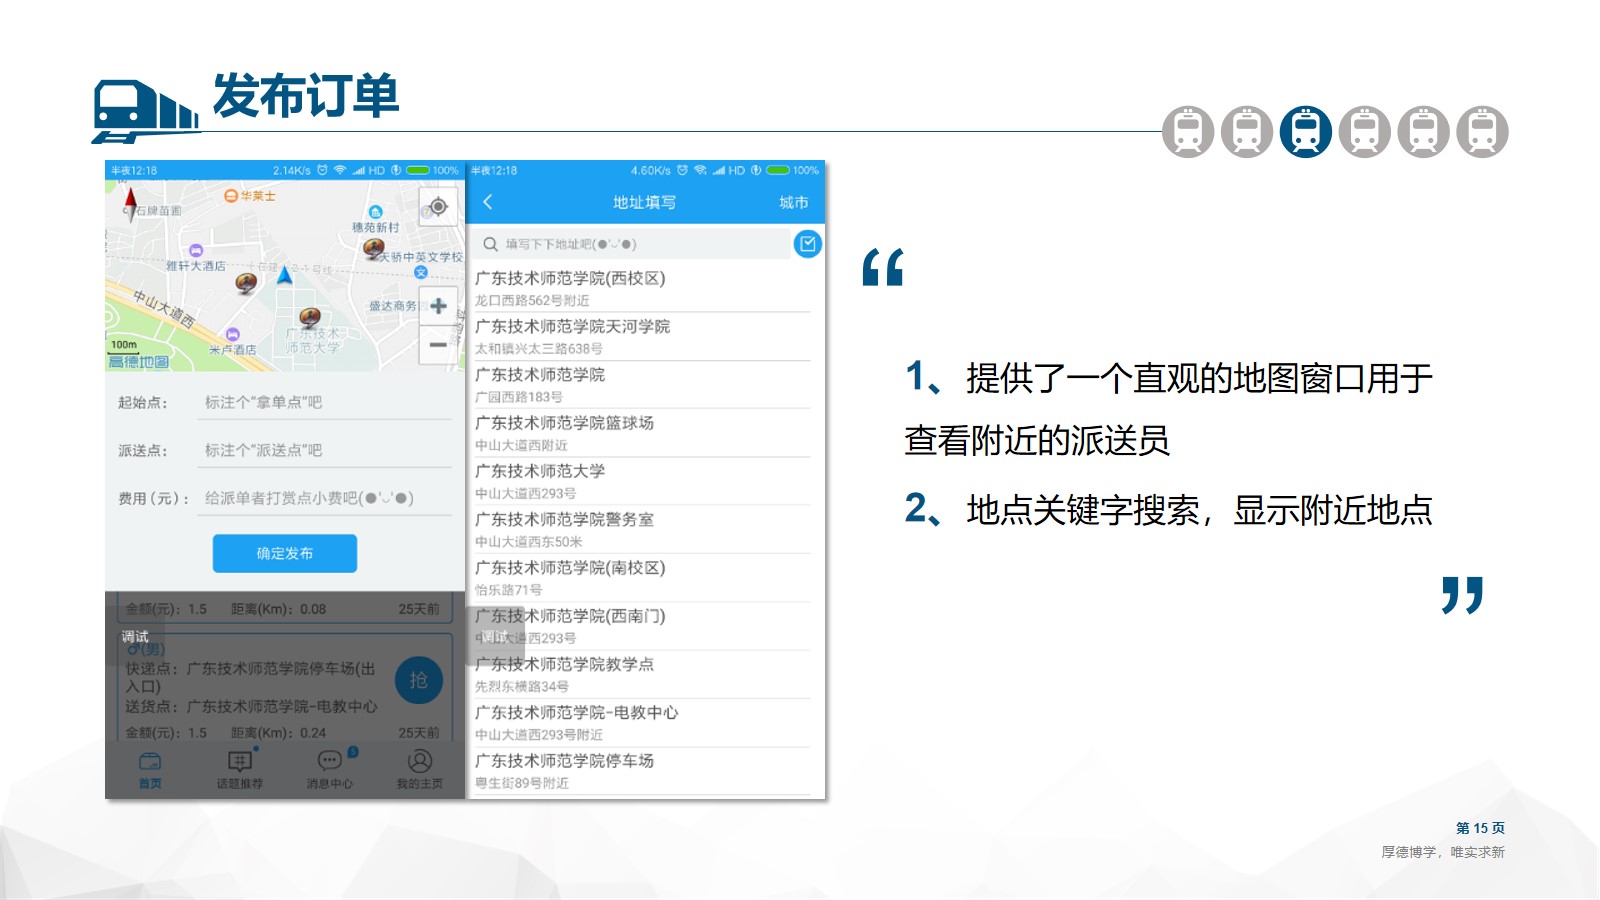 发布订单
半夜12:18
2.14K/s
HD
100%
华莱士
石牌苗圃
穗苑新村
天骄中英文学校
雅轩大酒店
中山大道西
盛达商务
广东技术
师范大学
米卢酒店
100m
高德地图
起始点：
标注个“拿单点”吧
派送点：
标注个“派送点”吧
费用(元)：
给派单者打赏点小费吧(●'◡'●)
确定发布
金额(元)：1.5 距离(Km)：0.08 25天前
调试
♂(男)
快递点：广东技术师范学院停车场(出
入口)
抢
送货点：广东技术师范学院-电教中心
金额(元)：1.5 距离(Km)：0.24 25天前
首页
话题推荐
消息中心
5
我的主页
半夜12:18
4.60K/s
HD
100%
地址填写
城市
填写下下地址吧(●'◡'●)
广东技术师范学院(西校区)
龙口西路562号附近
广东技术师范学院天河学院
太和镇兴太三路638号
广东技术师范学院
广园西路183号
广东技术师范学院篮球场
中山大道西附近
广东技术师范大学
中山大道西293号
广东技术师范学院警务室
中山大道西东50米
广东技术师范学院(南校区)
怡乐路71号
广东技术师范学院(西南门)
中山大道西293号
调试
广东技术师范学院教学点
先烈东横路34号
广东技术师范学院-电教中心
中山大道西293号附近
广东技术师范学院停车场
粤生街89号附近
“
1、提供了一个直观的地图窗口用于
查看附近的派送员
2、地点关键字搜索，显示附近地点
”
第 15 页
厚德博学，唯实求新